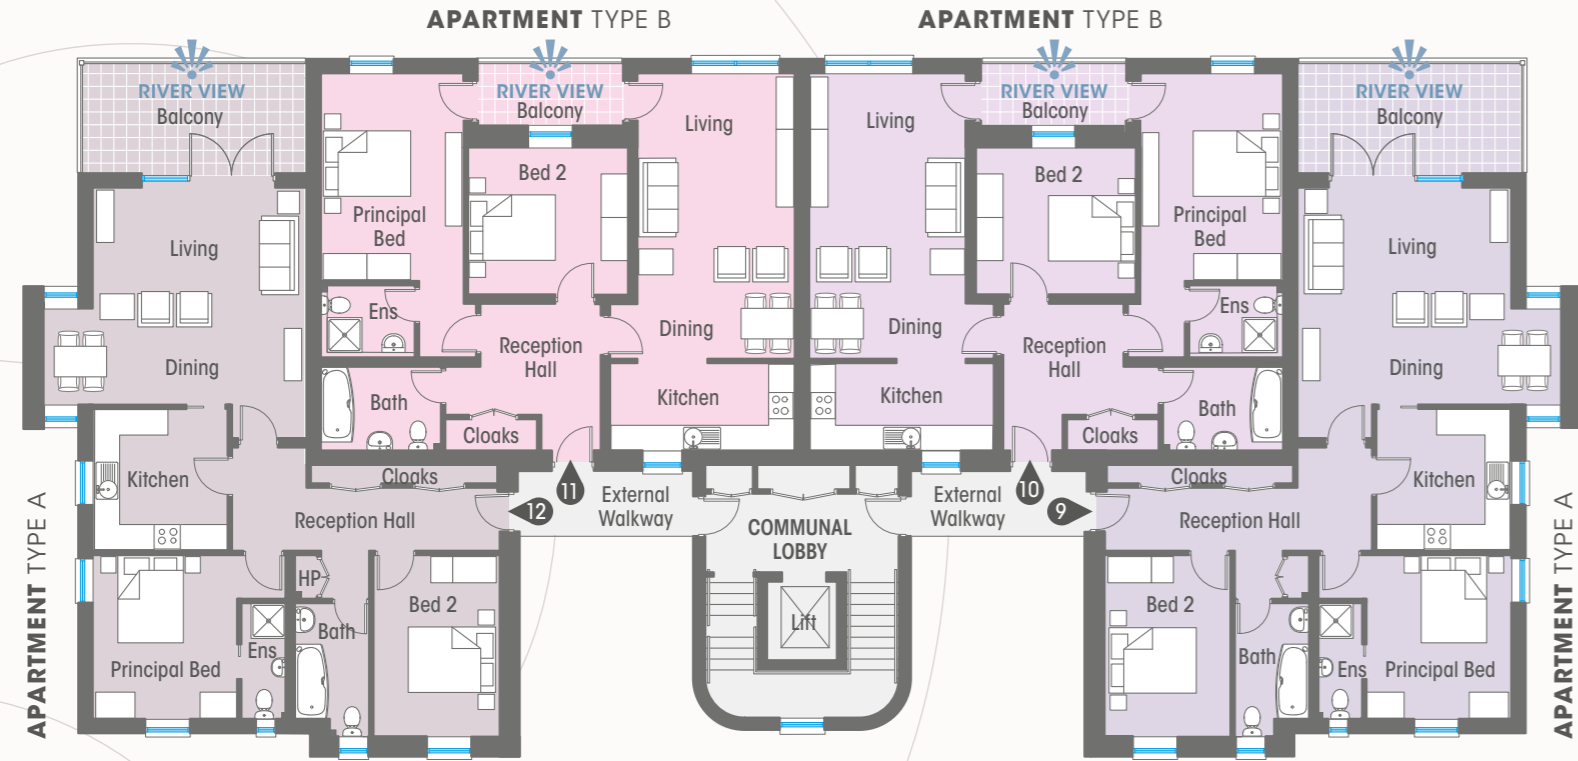 APARTMENT TYPE B
APARTMENT TYPE B
RIVER VIEW
Balcony
RIVER VIEW
Balcony
RIVER VIEW
Balcony
RIVER VIEW
Balcony
Living
Dining
Kitchen
Cloaks
Reception Hall
HP
Bath
Bed 2
Ens
Principal Bed
APARTMENT TYPE A
12
Principal
Bed
Bed 2
Living
Ens
Reception
Hall
Dining
Bath
Cloaks
Kitchen
11
External
Walkway
COMMUNAL
LOBBY
Lift
External
Walkway
10
9
Living
Bed 2
Principal
Bed
Dining
Reception
Hall
Ens
Kitchen
Bath
Cloaks
Living
Dining
Kitchen
Cloaks
Reception Hall
Bed 2
Bath
Ens
Principal Bed
APARTMENT TYPE A